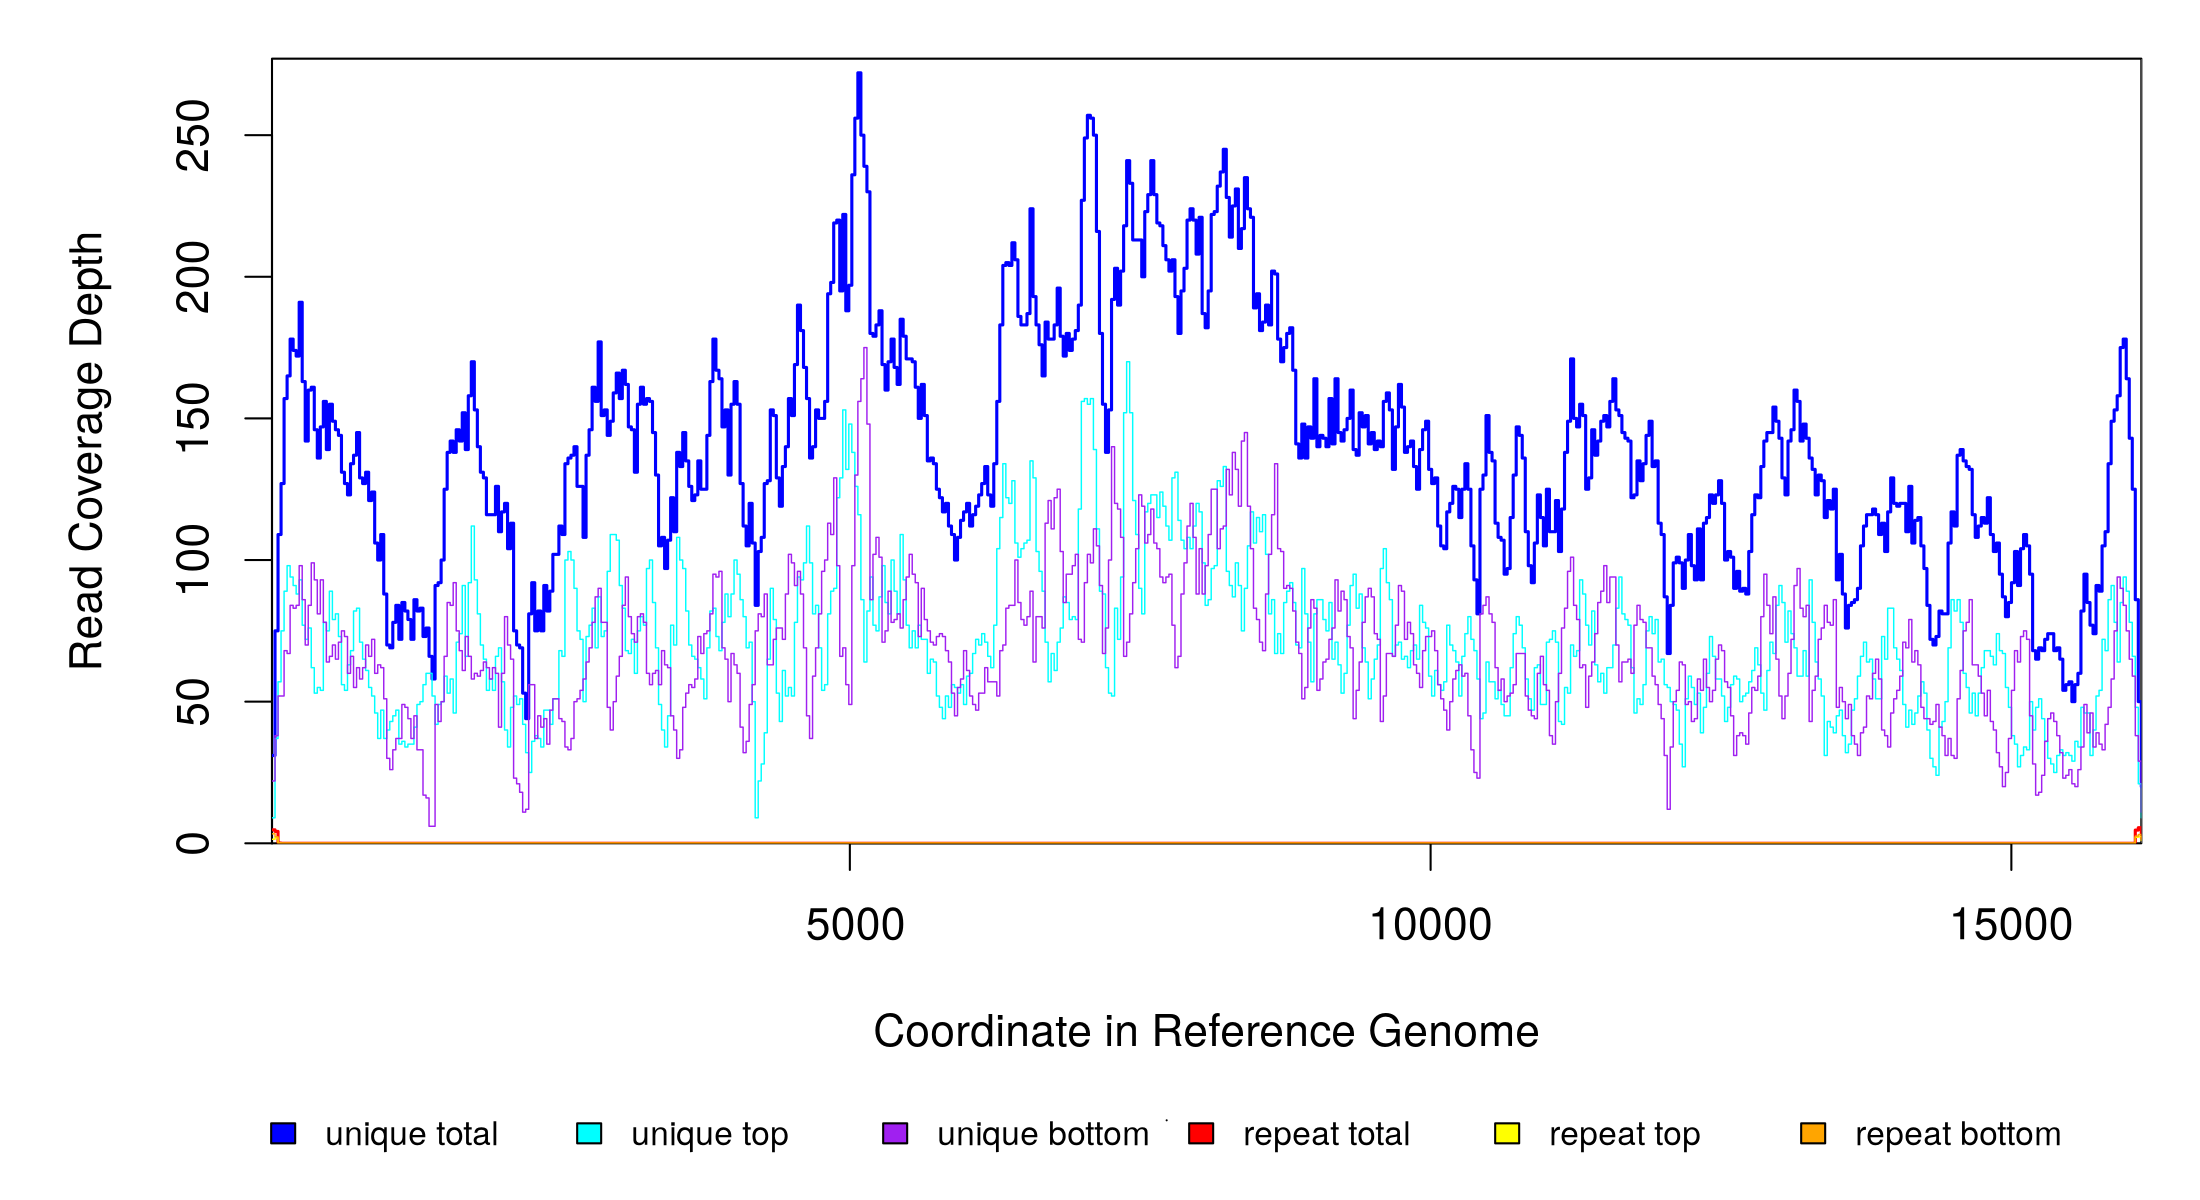 Read Coverage Depth
250
200
150
100
50
0
5000 10000 15000
Coordinate in Reference Genome
unique total unique top unique bottom repeat total repeat top repeat bottom